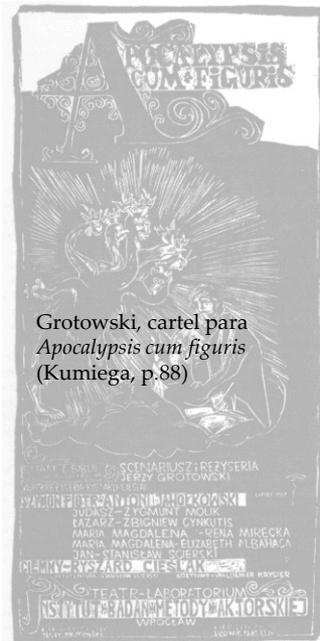 APOCALYPSIS
CUM FIGURIS
Grotowski, cartel para
Apocalypsis cum figuris
(Kumiega, p.88)
SCENARIUSZ I REŻYSERIA
JERZY GROTOWSKI
SZYMON PIOTR-ANTONI JAHOŁKOWSKI
JUDASZ-ZYGMUNT MOLIK
ŁAZARZ-ZBIGNIEW CYNKUTIS
MARIA MAGDALENA-RENA MIRECKA
MARIA MAGDALENA-ELIZABETH ALBAHACA
JAN-STANISŁAW SCIERSKI
CIEMNY-RYSZARD CIEŚLAK
TEATR-LABORATORIUM
INSTYTUT BADAŃ METODY AKTORSKIEJ
WROCŁAW